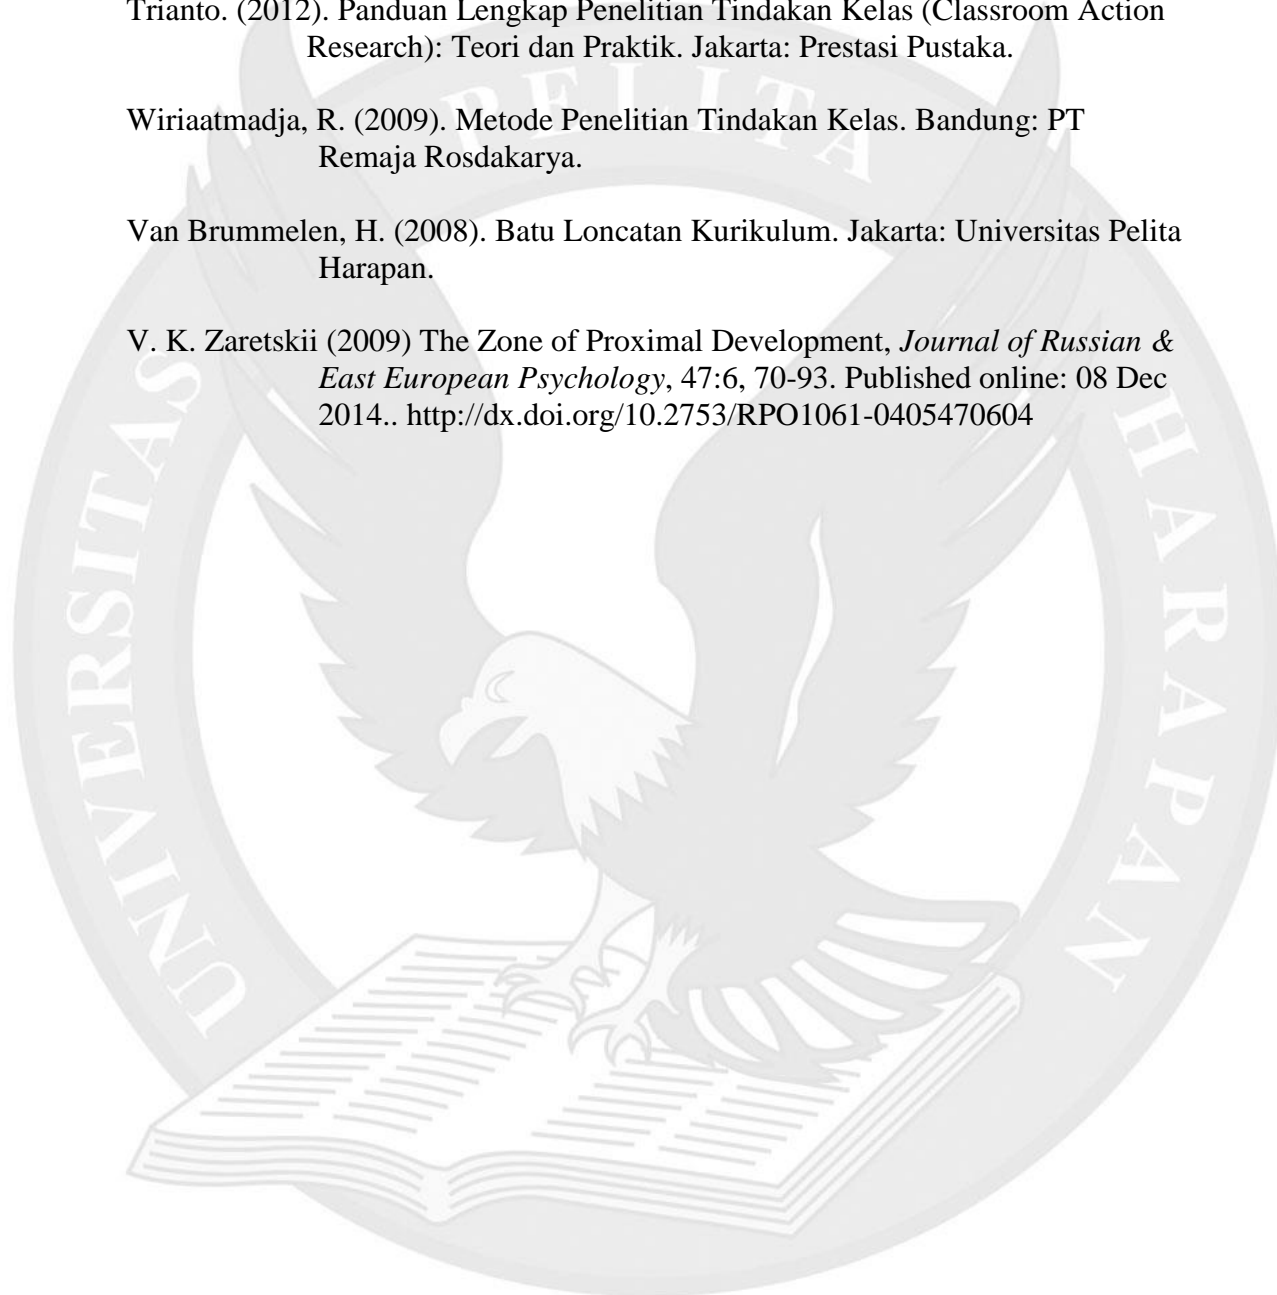 Trianto. (2012). Panduan Lengkap Penelitian Tindakan Kelas (Classroom Action
Research): Teori dan Praktik. Jakarta: Prestasi Pustaka.
Wiriaatmadja, R. (2009). Metode Penelitian Tindakan Kelas. Bandung: PT
Remaja Rosdakarya.
Van Brummelen, H. (2008). Batu Loncatan Kurikulum. Jakarta: Universitas Pelita
Harapan.
V. K. Zaretskii (2009) The Zone of Proximal Development, Journal of Russian &
East European Psychology, 47:6, 70-93. Published online: 08 Dec
2014.. http://dx.doi.org/10.2753/RPO1061-0405470604
UNIVERSITAS PELITA HARAPAN